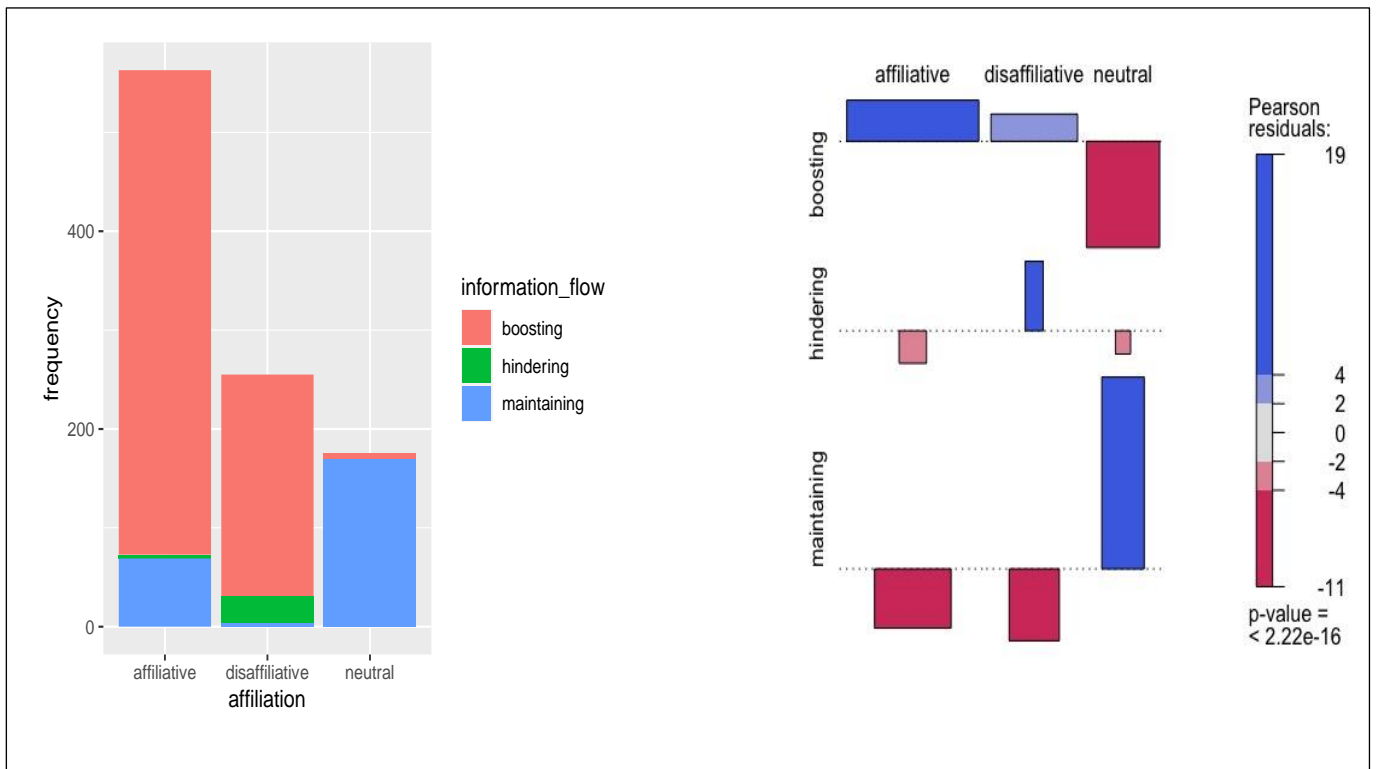 frequency
400
200
0
affiliative
disaffiliative
neutral
affiliation
information_flow
boosting
hindering
maintaining
affiliative disaffiliative neutral
boosting
hindering
maintaining
Pearson
residuals:
19
4
2
0
-2
-4
-11
p-value =
< 2.22e-16